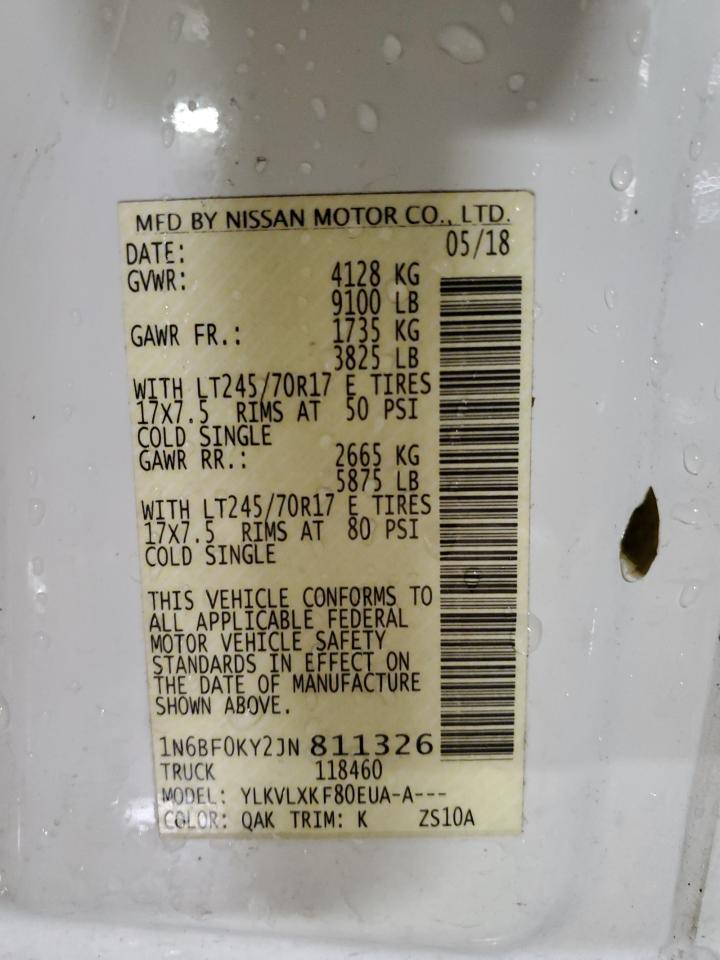 MFD BY NISSAN MOTOR CO., LTD.
DATE: 05/18
GVWR: 4128 KG
9100 LB
GAWR FR.: 1735 KG
3825 LB
WITH LT245/70R17 E TIRES
17X7.5 RIMS AT 50 PSI
COLD SINGLE
GAWR RR.: 2665 KG
5875 LB
WITH LT245/70R17 E TIRES
17X7.5 RIMS AT 80 PSI
COLD SINGLE
THIS VEHICLE CONFORMS TO
ALL APPLICABLE FEDERAL
MOTOR VEHICLE SAFETY
STANDARDS IN EFFECT ON
THE DATE OF MANUFACTURE
SHOWN ABOVE.
1N6BF0KY2JN 811326
TRUCK 118460
MODEL: YLKVLXKF80EUA-A---
COLOR: QAK TRIM: K ZS10A